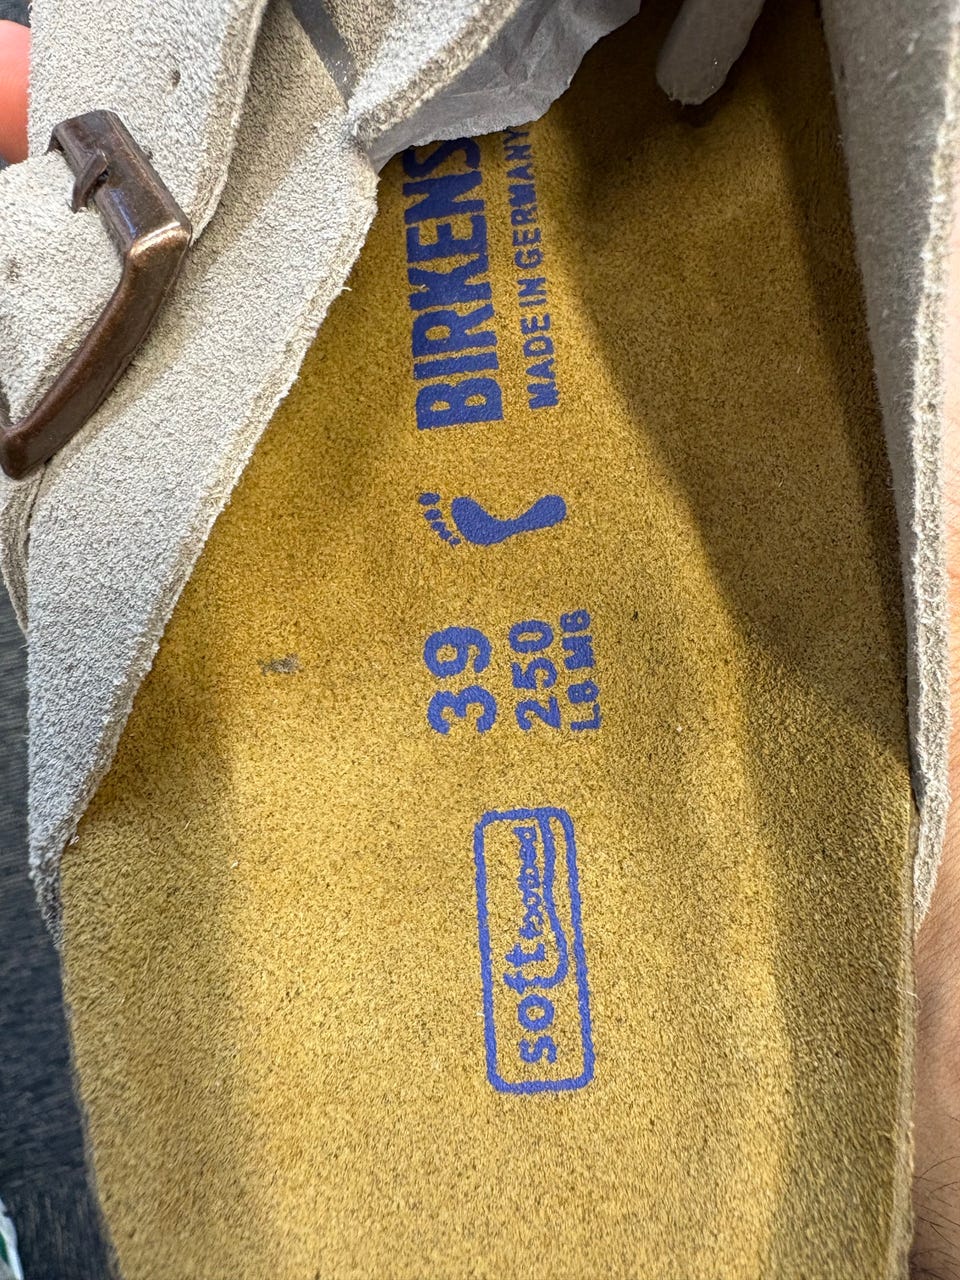 BIRKENS
MADE IN GERMANY
39
250
L8 M6
soft footbed